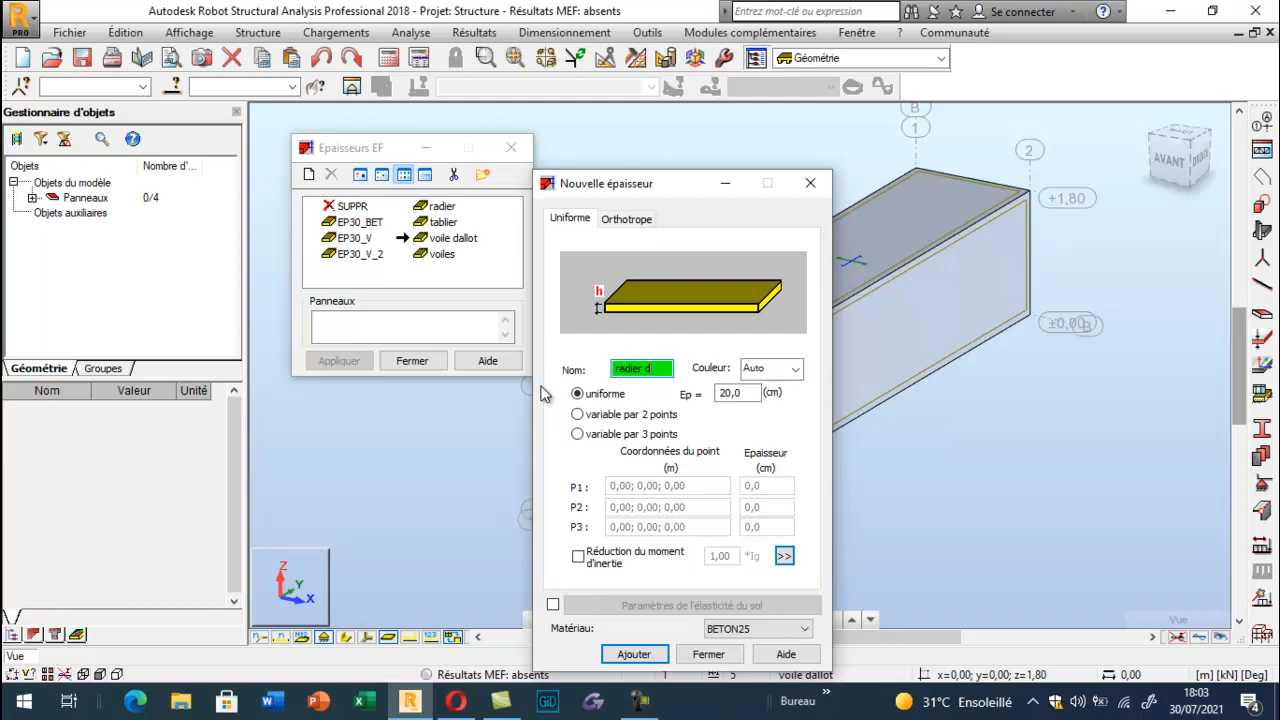 Autodesk Robot Structural Analysis Professional 2018 - Projet: Structure - Résultats MEF: absents
Entrez mot-clé ou expression
Se connecter
PRO
Fichier Édition Affichage Structure Chargements Analyse Résultats Dimensionnement Outils Modules complémentaires Fenêtre ? Communauté
Géométrie
Gestionnaire d'objets
Objets Nombre d'...
Objets du modèle
Panneaux 0/4
Objets auxiliaires
Géométrie Groupes
Nom Valeur Unité
Epaisseurs EF
SUPPR radier
EP30_BET tablier
EP30_V voile dallot
EP30_V_2 voiles
Panneaux
Appliquer Fermer Aide
Nouvelle épaisseur
Uniforme Orthotrope
h
Nom: radier d Couleur: Auto
uniforme Ep = 20,0 (cm)
variable par 2 points
variable par 3 points
Coordonnées du point Epaisseur
(m) (cm)
P1: 0,00; 0,00; 0,00 0,0
P2: 0,00; 0,00; 0,00 0,0
P3: 0,00; 0,00; 0,00 0,0
Réduction du moment d'inertie 1,00 *Ig >>
Paramètres de l'élasticité du sol
Matériau: BETON25
Ajouter Fermer Aide
B
1
2
+1,80
±0,00
B
AVANT
Z
Y
X
Vue
Vue
Résultats MEF: absents 1 5 voile dallot x=0,00; y=0,00; z=1,80 0,00 [m] [kN] [Deg]
Bureau
31°C Ensoleillé
18:03
30/07/2021
4